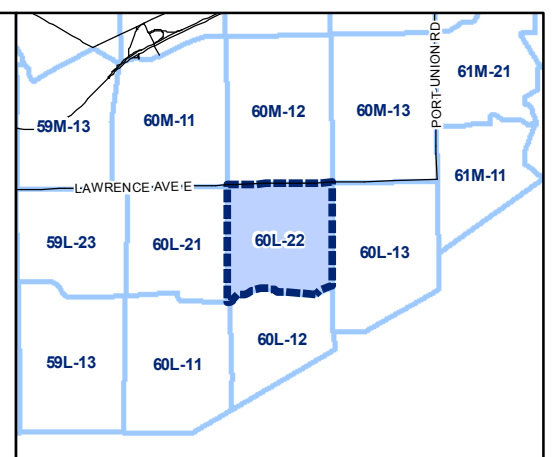 61M-21
PORT UNION RD
60M-12
60M-13
60M-11
59M-13
61M-11
LAWRENCE AVE E
59L-23
60L-21
60L-22
60L-13
60L-12
59L-13
60L-11